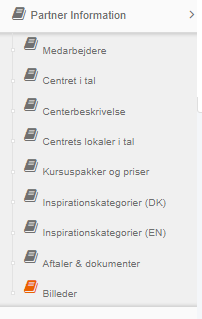 Partner Information
Medarbejdere
Centret i tal
Centerbeskrivelse
Centrets lokaler i tal
Kursuspakker og priser
Inspirationskategorier (DK)
Inspirationskategorier (EN)
Aftaler & dokumenter
Billeder